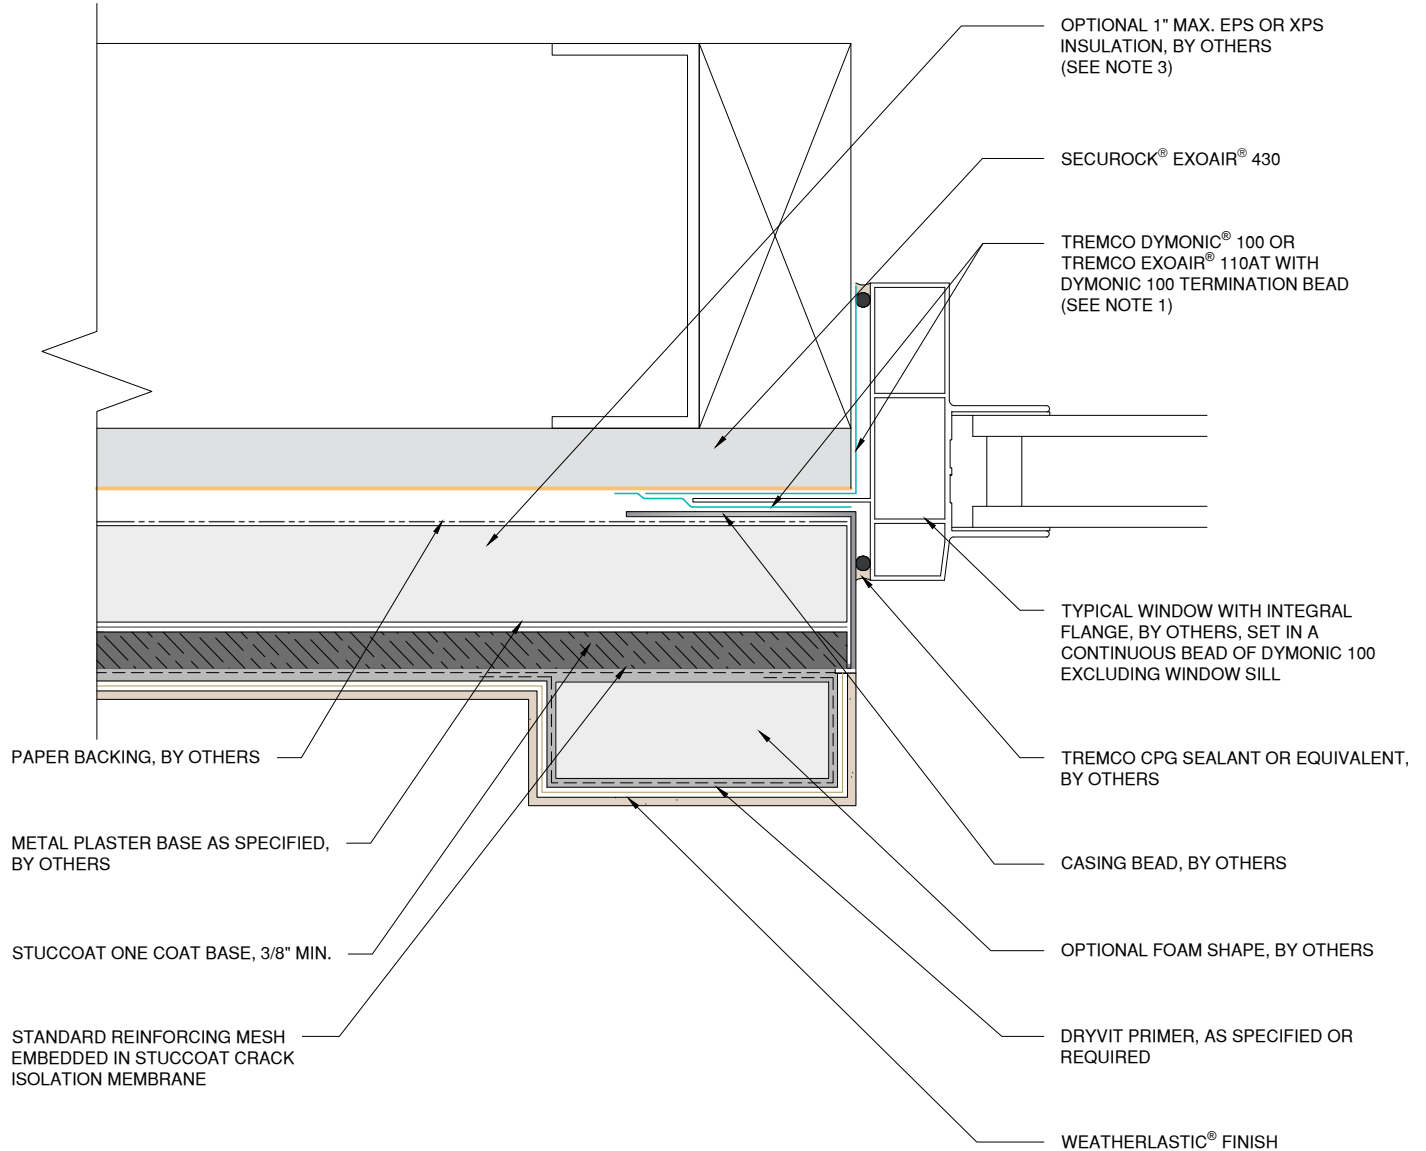 OPTIONAL 1" MAX. EPS OR XPS
INSULATION, BY OTHERS
(SEE NOTE 3)
SECUROCK® EXOAIR® 430
TREMCO DYMONIC® 100 OR
TREMCO EXOAIR® 110AT WITH
DYMONIC 100 TERMINATION BEAD
(SEE NOTE 1)
TYPICAL WINDOW WITH INTEGRAL
FLANGE, BY OTHERS, SET IN A
CONTINUOUS BEAD OF DYMONIC 100
EXCLUDING WINDOW SILL
TREMCO CPG SEALANT OR EQUIVALENT,
BY OTHERS
CASING BEAD, BY OTHERS
OPTIONAL FOAM SHAPE, BY OTHERS
DRYVIT PRIMER, AS SPECIFIED OR
REQUIRED
WEATHERLASTIC® FINISH
PAPER BACKING, BY OTHERS
METAL PLASTER BASE AS SPECIFIED,
BY OTHERS
STUCCOAT ONE COAT BASE, 3/8" MIN.
STANDARD REINFORCING MESH
EMBEDDED IN STUCCOAT CRACK
ISOLATION MEMBRANE